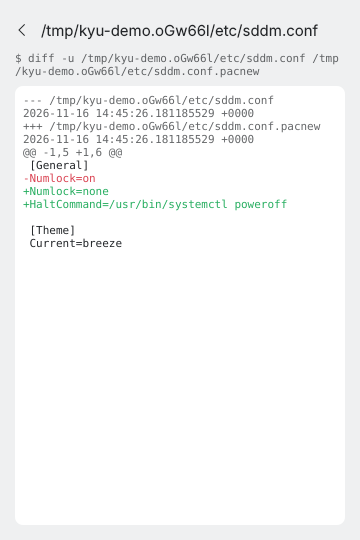 /tmp/kyu-demo.oGw66l/etc/sddm.conf
$ diff -u /tmp/kyu-demo.oGw66l/etc/sddm.conf /tmp
/kyu-demo.oGw66l/etc/sddm.conf.pacnew
--- /tmp/kyu-demo.oGw66l/etc/sddm.conf
2026-11-16 14:45:26.181185529 +0000
+++ /tmp/kyu-demo.oGw66l/etc/sddm.conf.pacnew
2026-11-16 14:45:26.181185529 +0000
@@ -1,5 +1,6 @@
 [General]
-Numlock=on
+Numlock=none
+HaltCommand=/usr/bin/systemctl poweroff

 [Theme]
 Current=breeze